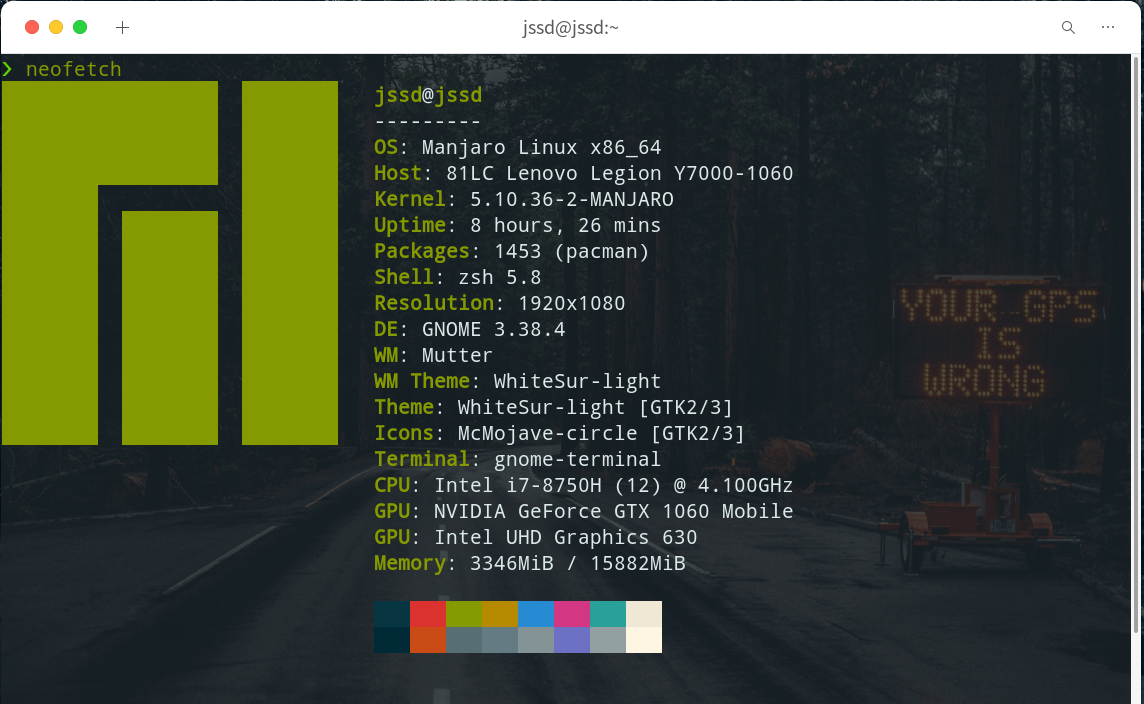 jssd@jssd:~
❯ neofetch
jssd@jssd
---------
OS: Manjaro Linux x86_64
Host: 81LC Lenovo Legion Y7000-1060
Kernel: 5.10.36-2-MANJARO
Uptime: 8 hours, 26 mins
Packages: 1453 (pacman)
Shell: zsh 5.8
Resolution: 1920x1080
DE: GNOME 3.38.4
WM: Mutter
WM Theme: WhiteSur-light
Theme: WhiteSur-light [GTK2/3]
Icons: McMojave-circle [GTK2/3]
Terminal: gnome-terminal
CPU: Intel i7-8750H (12) @ 4.100GHz
GPU: NVIDIA GeForce GTX 1060 Mobile
GPU: Intel UHD Graphics 630
Memory: 3346MiB / 15882MiB
YOUR GPS
IS
WRONG